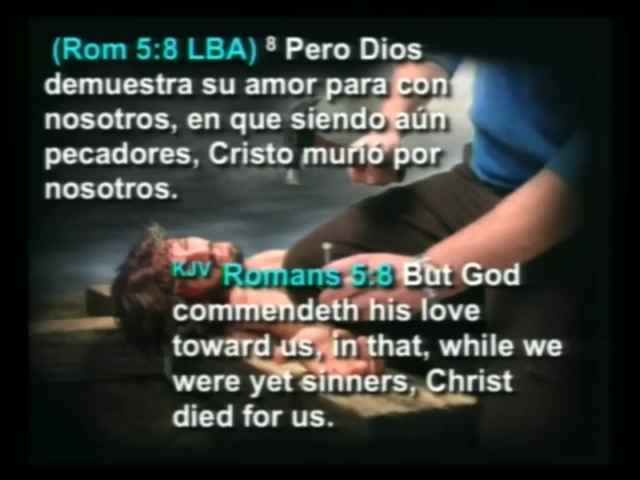 (Rom 5:8 LBA) 8 Pero Dios
demuestra su amor para con
nosotros, en que siendo aún
pecadores, Cristo murió por
nosotros.
KJV Romans 5:8 But God
commendeth his love
toward us, in that, while we
were yet sinners, Christ
died for us.